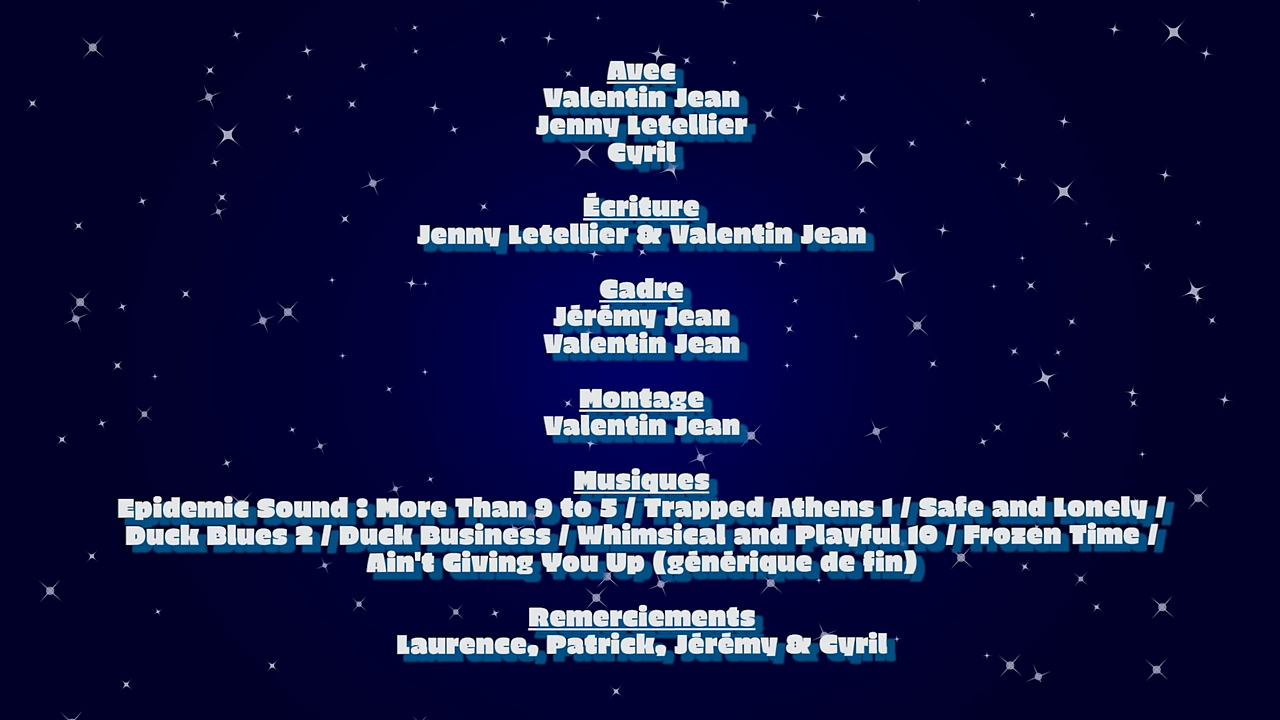 Avec
Valentin Jean
Jenny Letellier
Cyril
Écriture
Jenny Letellier & Valentin Jean
Cadre
Jérémy Jean
Valentin Jean
Montage
Valentin Jean
Musiques
Epidemic Sound : More Than 9 to 5 / Trapped Athens 1 / Safe and Lonely /
Duck Blues 2 / Duck Business / Whimsical and Playful 10 / Frozen Time /
Ain't Giving You Up (générique de fin)
Remerciements
Laurence, Patrick, Jérémy & Cyril